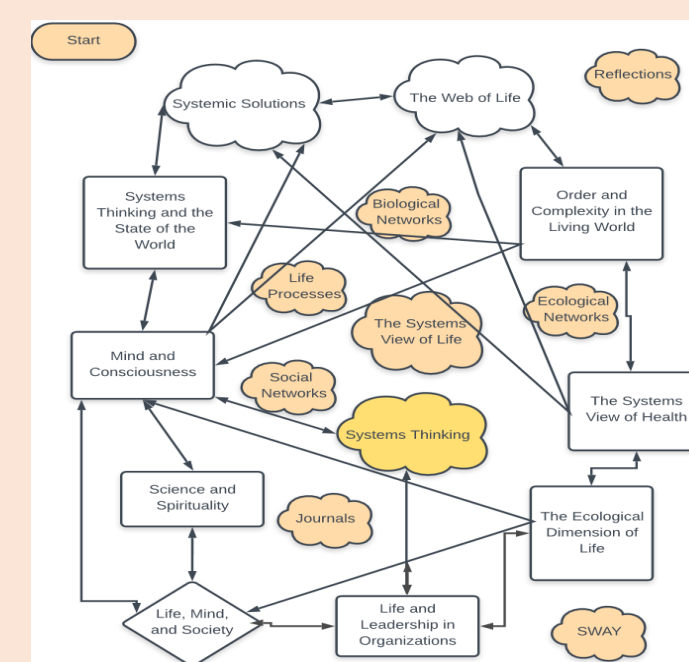 Start
Reflections
Systemic Solutions
The Web of Life
Systems
Thinking and the
State of the
World
Biological
Networks
Order and
Complexity in the
Living World
Life
Processes
The Systems
View of Life
Ecological
Networks
Mind and
Consciousness
Social
Networks
The Systems
View of Health
Systems Thinking
Science and
Spirituality
Journals
The Ecological
Dimension of
Life
Life, Mind,
and Society
Life and
Leadership in
Organizations
SWAY